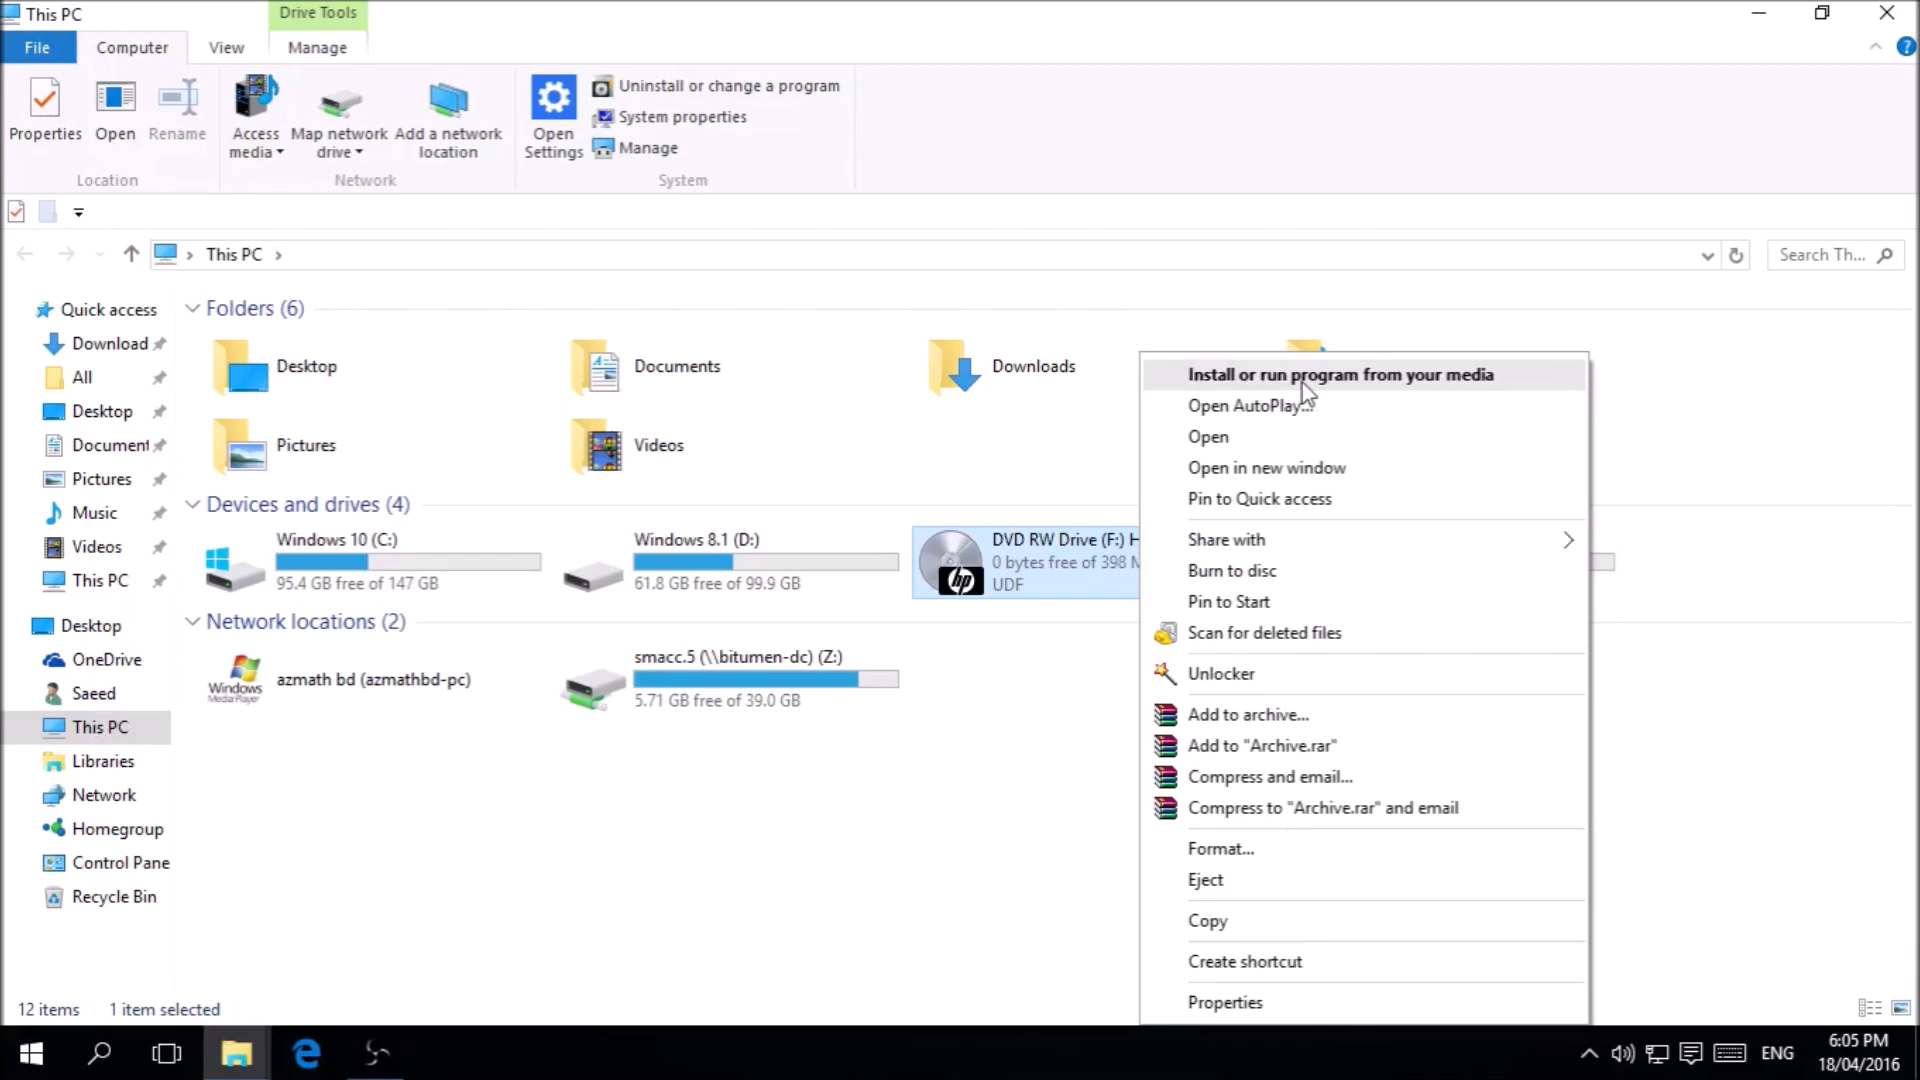 This PC
Drive Tools
File
Computer
View
Manage
Properties
Open
Rename
Access media
Map network drive
Add a network location
Open Settings
Uninstall or change a program
System properties
Manage
Location
Network
System
This PC
Search Th...
Quick access
Download
All
Desktop
Document
Pictures
Music
Videos
This PC
Desktop
OneDrive
Saeed
This PC
Libraries
Network
Homegroup
Control Pane
Recycle Bin
Folders (6)
Desktop
Documents
Downloads
Pictures
Videos
Devices and drives (4)
Windows 10 (C:)
95.4 GB free of 147 GB
Windows 8.1 (D:)
61.8 GB free of 99.9 GB
DVD RW Drive (F:) H
0 bytes free of 398 M
UDF
hp
Network locations (2)
Windows
Media Player
azmath bd (azmathbd-pc)
smacc.5 (\\bitumen-dc) (Z:)
5.71 GB free of 39.0 GB
Install or run program from your media
Open AutoPlay...
Open
Open in new window
Pin to Quick access
Share with
Burn to disc
Pin to Start
Scan for deleted files
Unlocker
Add to archive...
Add to "Archive.rar"
Compress and email...
Compress to "Archive.rar" and email
Format...
Eject
Copy
Create shortcut
Properties
12 items
1 item selected
ENG
6:05 PM
18/04/2016